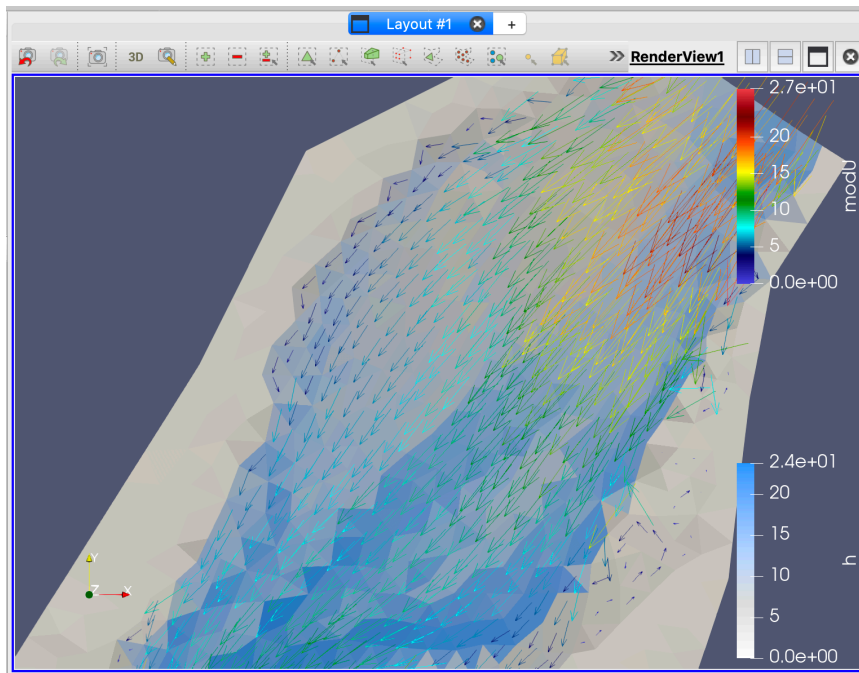 Layout #1
+
3D
RenderView1
2.7e+01
20
15
10
5
0.0e+00
modU
2.4e+01
20
15
10
5
0.0e+00
h
Y
Z
X